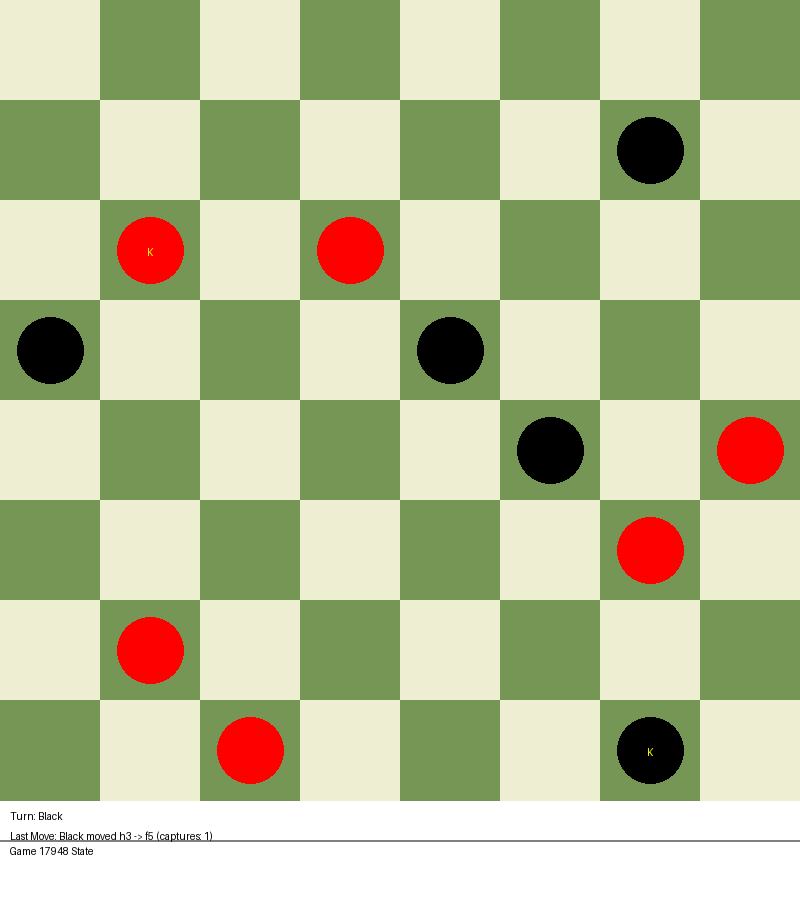 K
K
Turn: Black
Last Move: Black moved h3 -> f5 (captures: 1)
Game 17948 State